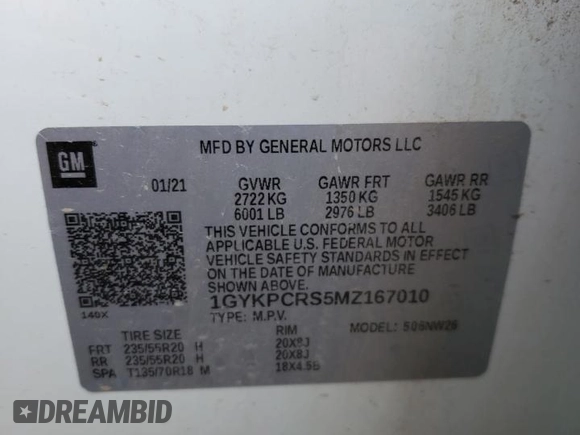 GM
MFD BY GENERAL MOTORS LLC
01/21 GVWR GAWR FRT GAWR RR
2722 KG 1350 KG 1545 KG
6001 LB 2976 LB 3406 LB
THIS VEHICLE CONFORMS TO ALL
APPLICABLE U.S. FEDERAL MOTOR
VEHICLE SAFETY STANDARDS IN EFFECT
ON THE DATE OF MANUFACTURE
SHOWN ABOVE.
140X
1GYKPCRS5MZ167010
TYPE: M.P.V. MODEL: 506NW26
TIRE SIZE RIM
FRT 235/55R20 H 20X8J
RR 235/55R20 H 20X8J
SPA T135/70R18 M 18X4.5B
DREAMBID